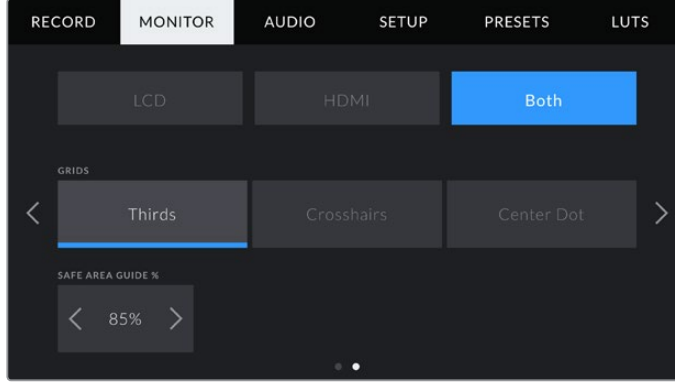 RECORD MONITOR AUDIO SETUP PRESETS LUTS
LCD HDMI Both
GRIDS
Thirds Crosshairs Center Dot
SAFE AREA GUIDE %
85%